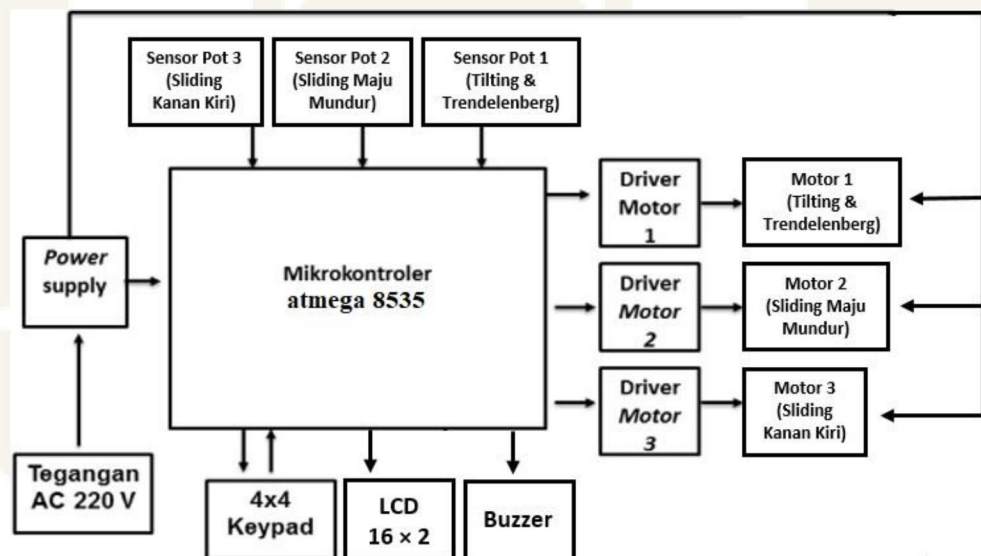 Sensor Pot 3
(Sliding
Kanan Kiri)
Sensor Pot 2
(Sliding Maju
Mundur)
Sensor Pot 1
(Tilting &
Trendelenberg)
Power
supply
Mikrokontroler
atmega 8535
Driver
Motor
1
Motor 1
(Tilting &
Trendelenberg)
Driver
Motor
2
Motor 2
(Sliding Maju
Mundur)
Driver
Motor
3
Motor 3
(Sliding
Kanan Kiri)
Tegangan
AC 220 V
4x4
Keypad
LCD
16 × 2
Buzzer